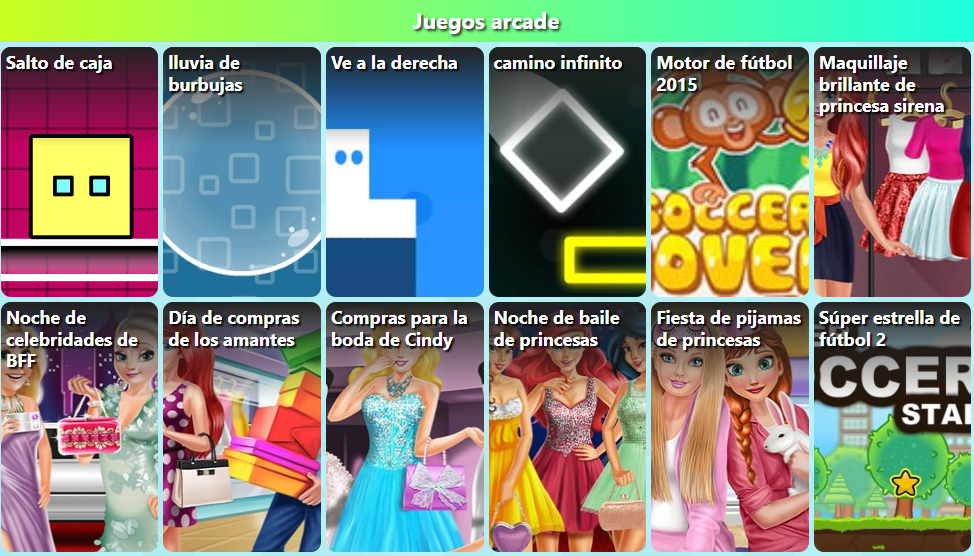 Juegos arcade
Salto de caja
lluvia de
burbujas
Ve a la derecha
camino infinito
Motor de fútbol
2015
SOCCER
OVER
Maquillaje
brillante de
princesa sirena
Noche de
celebridades de
BFF
Día de compras
de los amantes
Compras para la
boda de Cindy
Noche de baile
de princesas
Fiesta de pijamas
de princesas
Súper estrella de
fútbol 2
CCER
STAR